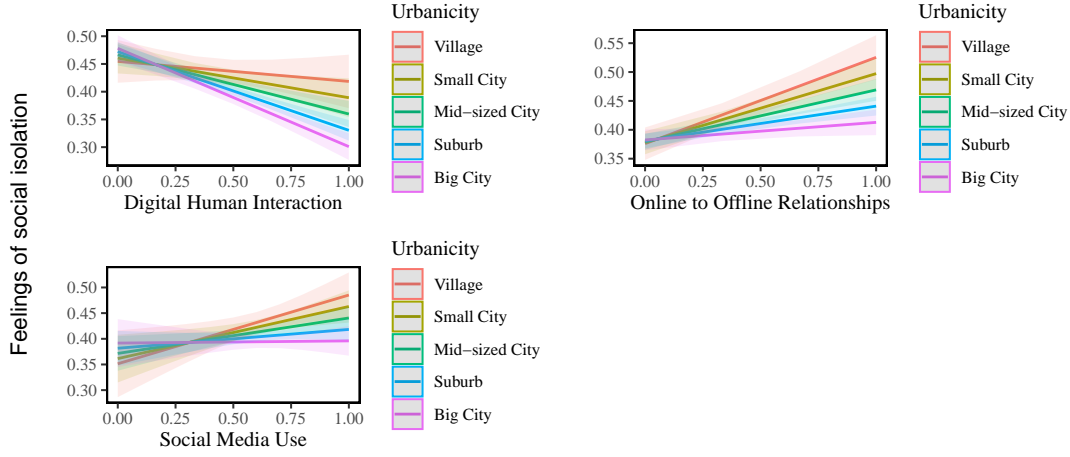 Feelings of social isolation
0.50
0.45
0.40
0.35
0.30
0.00 0.25 0.50 0.75 1.00
Digital Human Interaction
Urbanicity
Village
Small City
Mid−sized City
Suburb
Big City
0.55
0.50
0.45
0.40
0.35
0.00 0.25 0.50 0.75 1.00
Online to Offline Relationships
Urbanicity
Village
Small City
Mid−sized City
Suburb
Big City
0.50
0.45
0.40
0.35
0.30
0.00 0.25 0.50 0.75 1.00
Social Media Use
Urbanicity
Village
Small City
Mid−sized City
Suburb
Big City